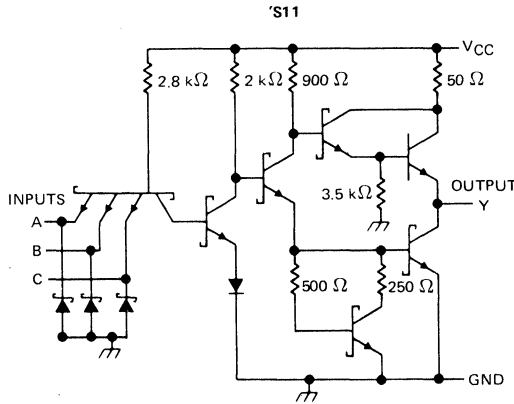 'S11
VCC
2.8 kΩ
2 kΩ
900 Ω
50 Ω
3.5 kΩ
INPUTS
A
B
C
OUTPUT
Y
500 Ω
250 Ω
GND